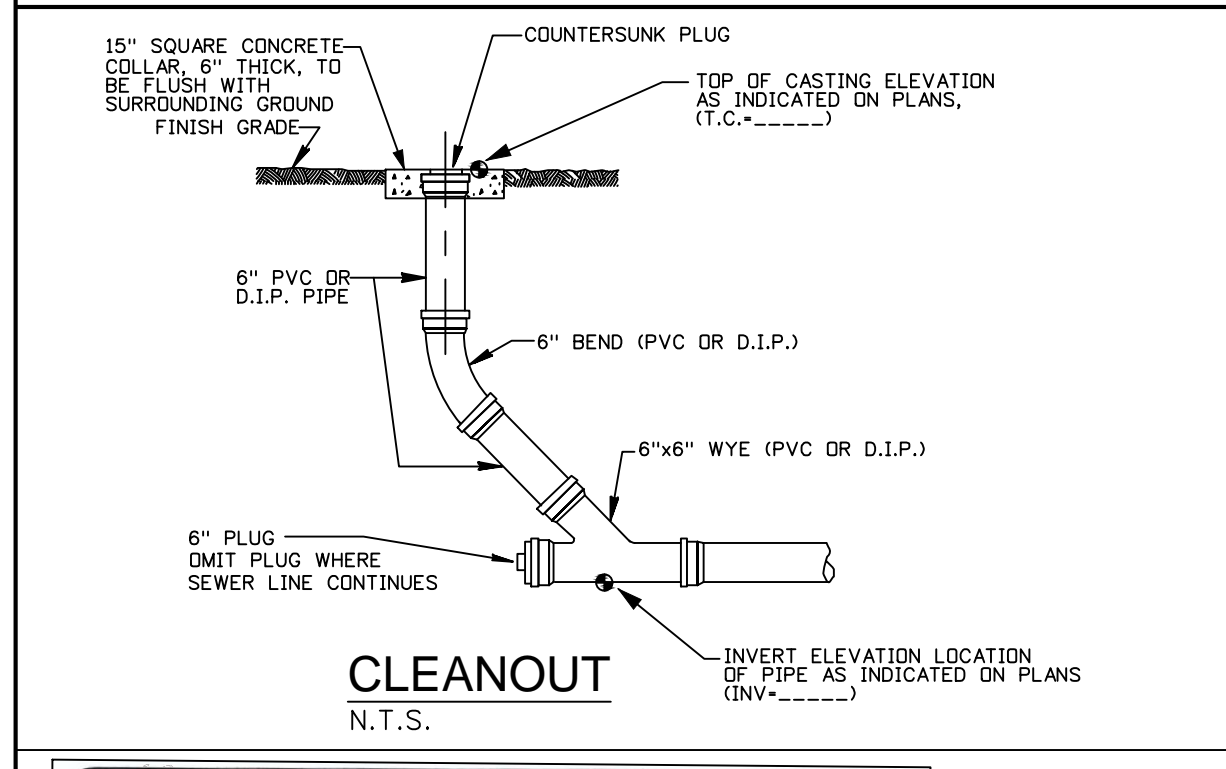 15" SQUARE CONCRETE
COLLAR, 6" THICK, TO
BE FLUSH WITH
SURROUNDING GROUND
FINISH GRADE
COUNTERSUNK PLUG
TOP OF CASTING ELEVATION
AS INDICATED ON PLANS,
(T.C.=_____)
6" PVC OR
D.I.P. PIPE
6" BEND (PVC OR D.I.P.)
6"x6" WYE (PVC OR D.I.P.)
6" PLUG
OMIT PLUG WHERE
SEWER LINE CONTINUES
INVERT ELEVATION LOCATION
OF PIPE AS INDICATED ON PLANS
(INV=_____)
CLEANOUT
N.T.S.